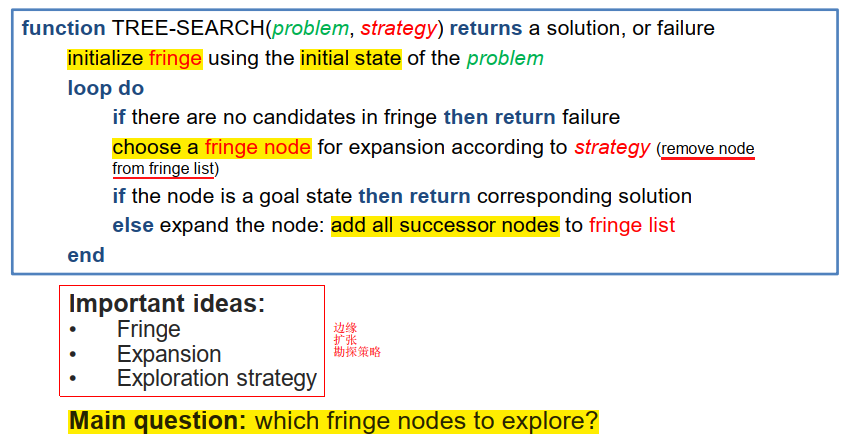 function TREE-SEARCH(problem, strategy) returns a solution, or failure
initialize fringe using the initial state of the problem
loop do
if there are no candidates in fringe then return failure
choose a fringe node for expansion according to strategy (remove node
from fringe list)
if the node is a goal state then return corresponding solution
else expand the node: add all successor nodes to fringe list
end
Important ideas:
• Fringe
• Expansion
• Exploration strategy
边缘
扩张
勘探策略
Main question: which fringe nodes to explore?